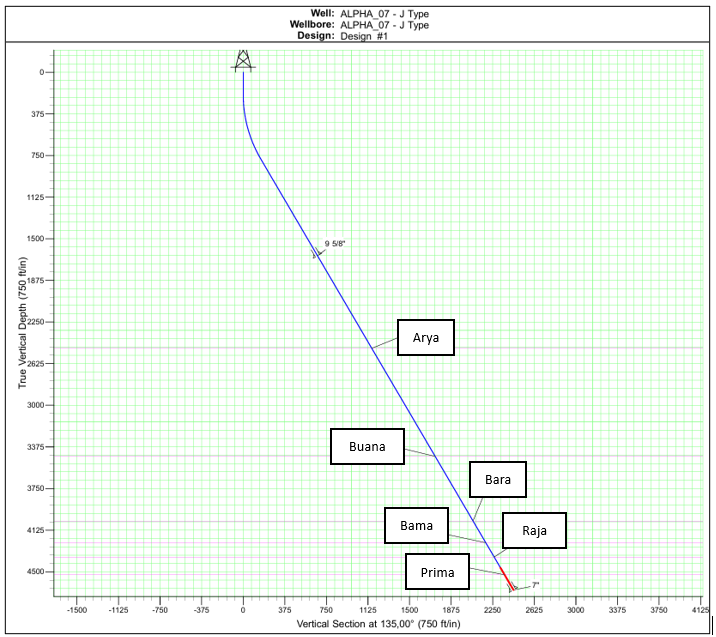 Well: ALPHA_07 - J Type
Wellbore: ALPHA_07 - J Type
Design: Design #1
0
375
750
1125
1500
1875
2250
2625
3000
3375
3750
4125
4500
True Vertical Depth (750 ft/in)
9 5/8"
Arya
Buana
Bara
Bama
Raja
Prima
7"
-1500 -1125 -750 -375 0 375 750 1125 1500 1875 2250 2625 3000 3375 3750 4125
Vertical Section at 135,00° (750 ft/in)